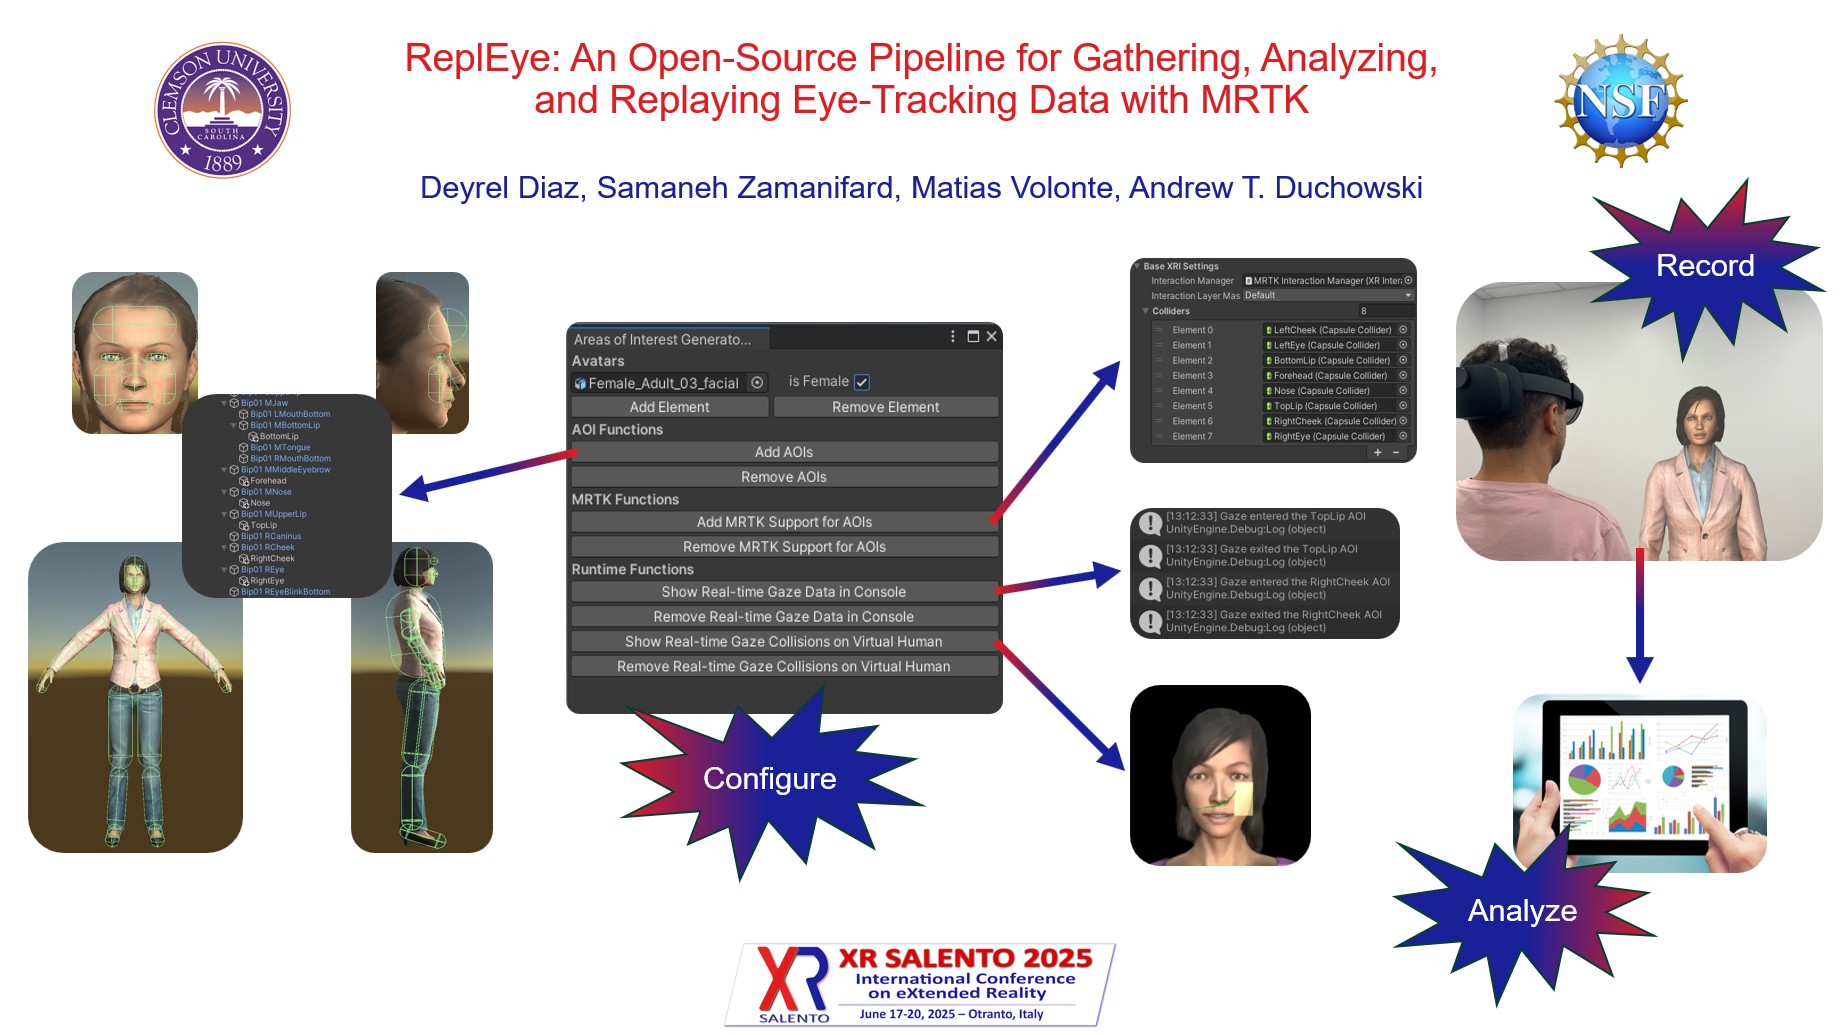 ReplEye: An Open-Source Pipeline for Gathering, Analyzing,
and Replaying Eye-Tracking Data with MRTK
CLEMSON UNIVERSITY
SOUTH
CAROLINA
1889
NSF
Deyrel Diaz, Samaneh Zamanifard, Matias Volonte, Andrew T. Duchowski
Bip01 MJaw
Bip01 LMouthBottom
Bip01 MBottomLip
BottomLip
Bip01 MTongue
Bip01 RMouthBottom
Bip01 MMiddleEyebrow
Forehead
Bip01 MNose
Nose
Bip01 MUpperLip
TopLip
Bip01 RCaninus
Bip01 RCheek
RightCheek
Bip01 REye
RightEye
Bip01 REyeBlinkBottom
Areas of Interest Generato...
Avatars
Female_Adult_03_facial
is Female
Add Element
Remove Element
AOI Functions
Add AOIs
Remove AOIs
MRTK Functions
Add MRTK Support for AOIs
Remove MRTK Support for AOIs
Runtime Functions
Show Real-time Gaze Data in Console
Remove Real-time Gaze Data in Console
Show Real-time Gaze Collisions on Virtual Human
Remove Real-time Gaze Collisions on Virtual Human
Configure
Base XRI Settings
Interaction Manager MRTK Interaction Manager (XR Inter
Interaction Layer Mas Default
Colliders 8
Element 0 LeftCheek (Capsule Collider)
Element 1 LeftEye (Capsule Collider)
Element 2 BottomLip (Capsule Collider)
Element 3 Forehead (Capsule Collider)
Element 4 Nose (Capsule Collider)
Element 5 TopLip (Capsule Collider)
Element 6 RightCheek (Capsule Collider)
Element 7 RightEye (Capsule Collider)
+ −
[13:12:33] Gaze entered the TopLip AOI
UnityEngine.Debug:Log (object)
[13:12:33] Gaze exited the TopLip AOI
UnityEngine.Debug:Log (object)
[13:12:33] Gaze entered the RightCheek AOI
UnityEngine.Debug:Log (object)
[13:12:33] Gaze exited the RightCheek AOI
UnityEngine.Debug:Log (object)
Record
Analyze
XR
SALENTO
XR SALENTO 2025
International Conference
on eXtended Reality
June 17-20, 2025 – Otranto, Italy